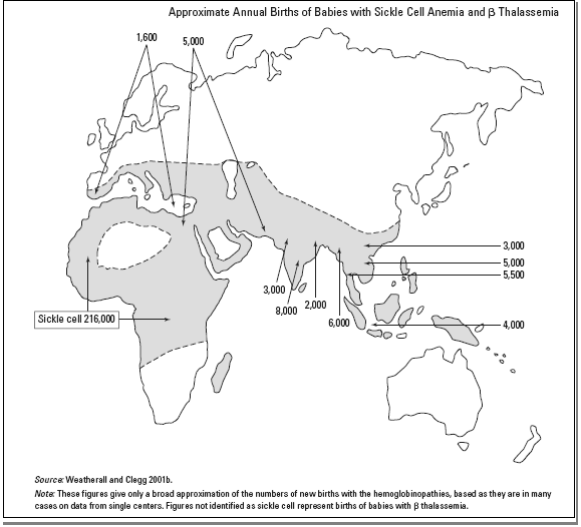 Approximate Annual Births of Babies with Sickle Cell Anemia and β Thalassemia
1,600
5,000
3,000
5,000
5,500
3,000
8,000
2,000
6,000
4,000
Sickle cell 216,000
Source: Weatherall and Clegg 2001b.
Note: These figures give only a broad approximation of the numbers of new births with the hemoglobinopathies, based as they are in many
cases on data from single centers. Figures not identified as sickle cell represent births of babies with β thalassemia.